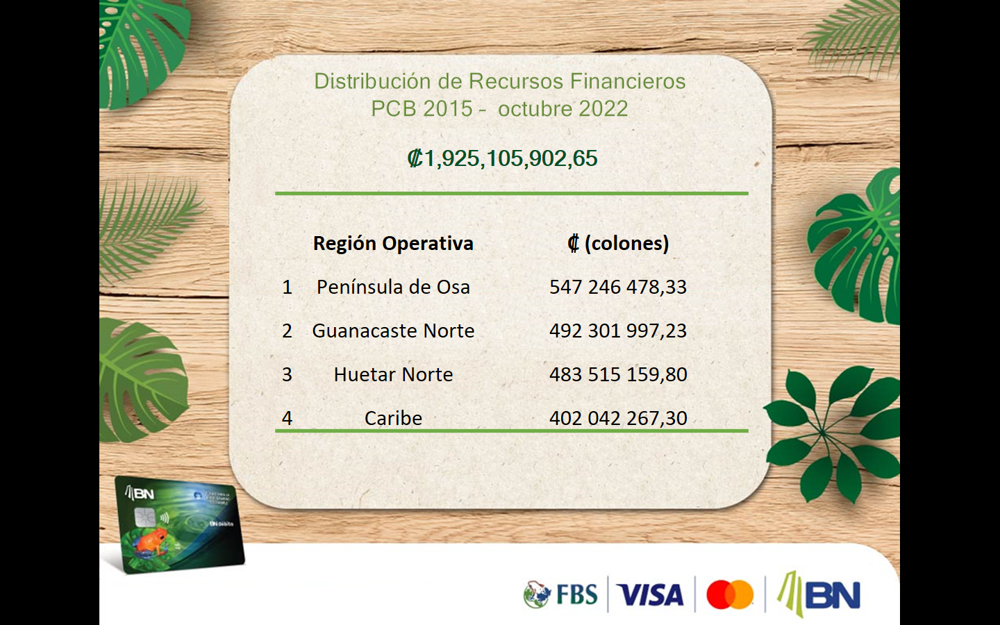 Distribución de Recursos Financieros
PCB 2015 - octubre 2022
₡1,925,105,902,65
Región Operativa ₡ (colones)
1 Península de Osa 547 246 478,33
2 Guanacaste Norte 492 301 997,23
3 Huetar Norte 483 515 159,80
4 Caribe 402 042 267,30
BN
BN Débito
FBS VISA BN